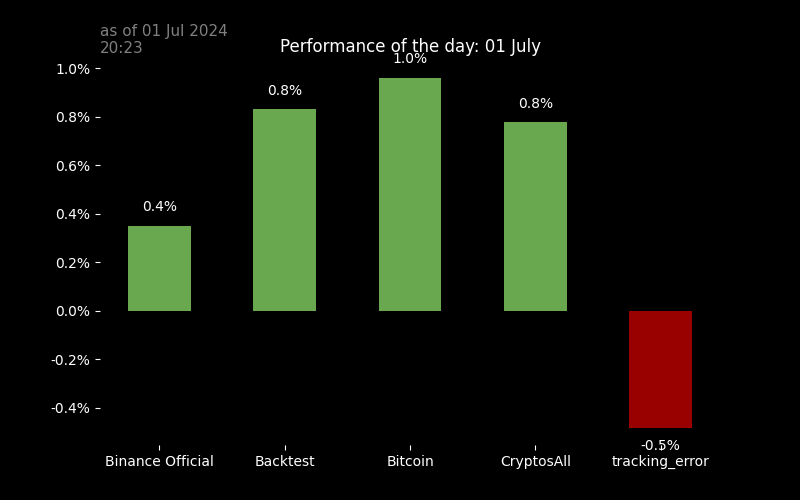 as of 01 Jul 2024
20:23
Performance of the day: 01 July
1.0%
0.8%
0.6%
0.4%
0.2%
0.0%
-0.2%
-0.4%
0.4%
0.8%
1.0%
0.8%
-0.5%
Binance Official
Backtest
Bitcoin
CryptosAll
tracking_error